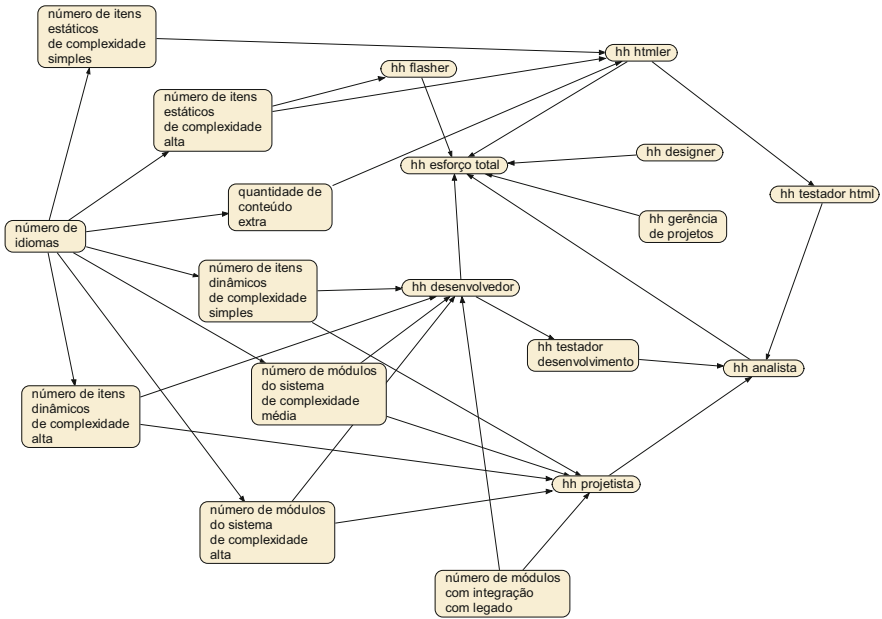 número de itens
estáticos
de complexidade
simples
hh htmler
hh flasher
número de itens
estáticos
de complexidade
alta
hh designer
hh esforço total
hh testador html
quantidade de
conteúdo
extra
hh gerência
de projetos
número de
idiomas
número de itens
dinâmicos
de complexidade
simples
hh desenvolvedor
hh testador
desenvolvimento
hh analista
número de módulos
do sistema
de complexidade
média
número de itens
dinâmicos
de complexidade
alta
hh projetista
número de módulos
do sistema
de complexidade
alta
número de módulos
com integração
com legado